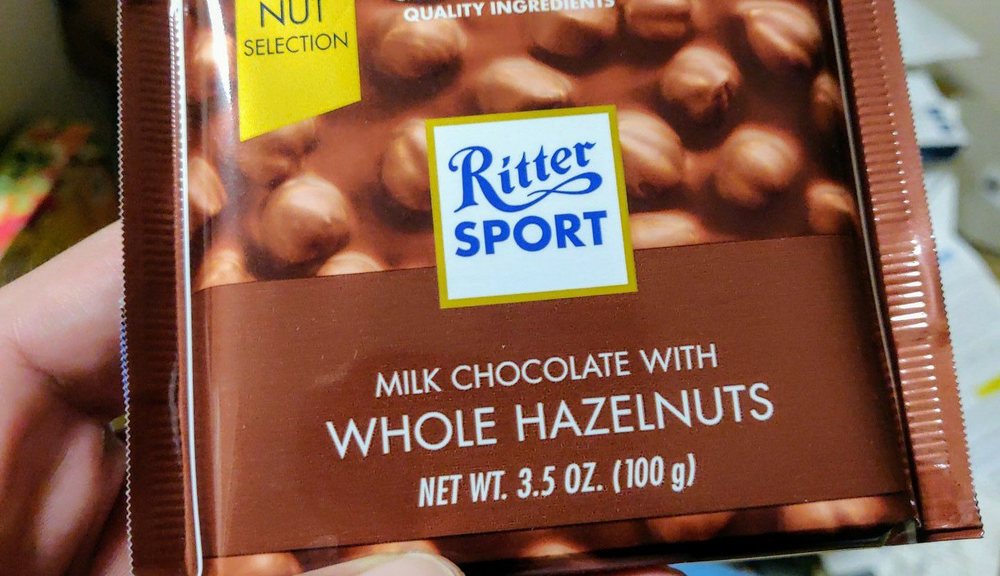 NUT
SELECTION
QUALITY INGREDIENTS
Ritter
SPORT
MILK CHOCOLATE WITH
WHOLE HAZELNUTS
NET WT. 3.5 OZ. (100 g)